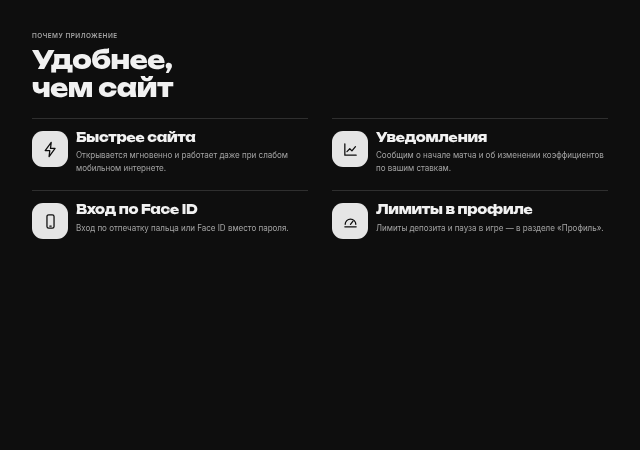 ПОЧЕМУ ПРИЛОЖЕНИЕ
Удобнее,
чем сайт
Быстрее сайта
Открывается мгновенно и работает даже при слабом
мобильном интернете.
Уведомления
Сообщим о начале матча и об изменении коэффициентов
по вашим ставкам.
Вход по Face ID
Вход по отпечатку пальца или Face ID вместо пароля.
Лимиты в профиле
Лимиты депозита и пауза в игре — в разделе «Профиль».